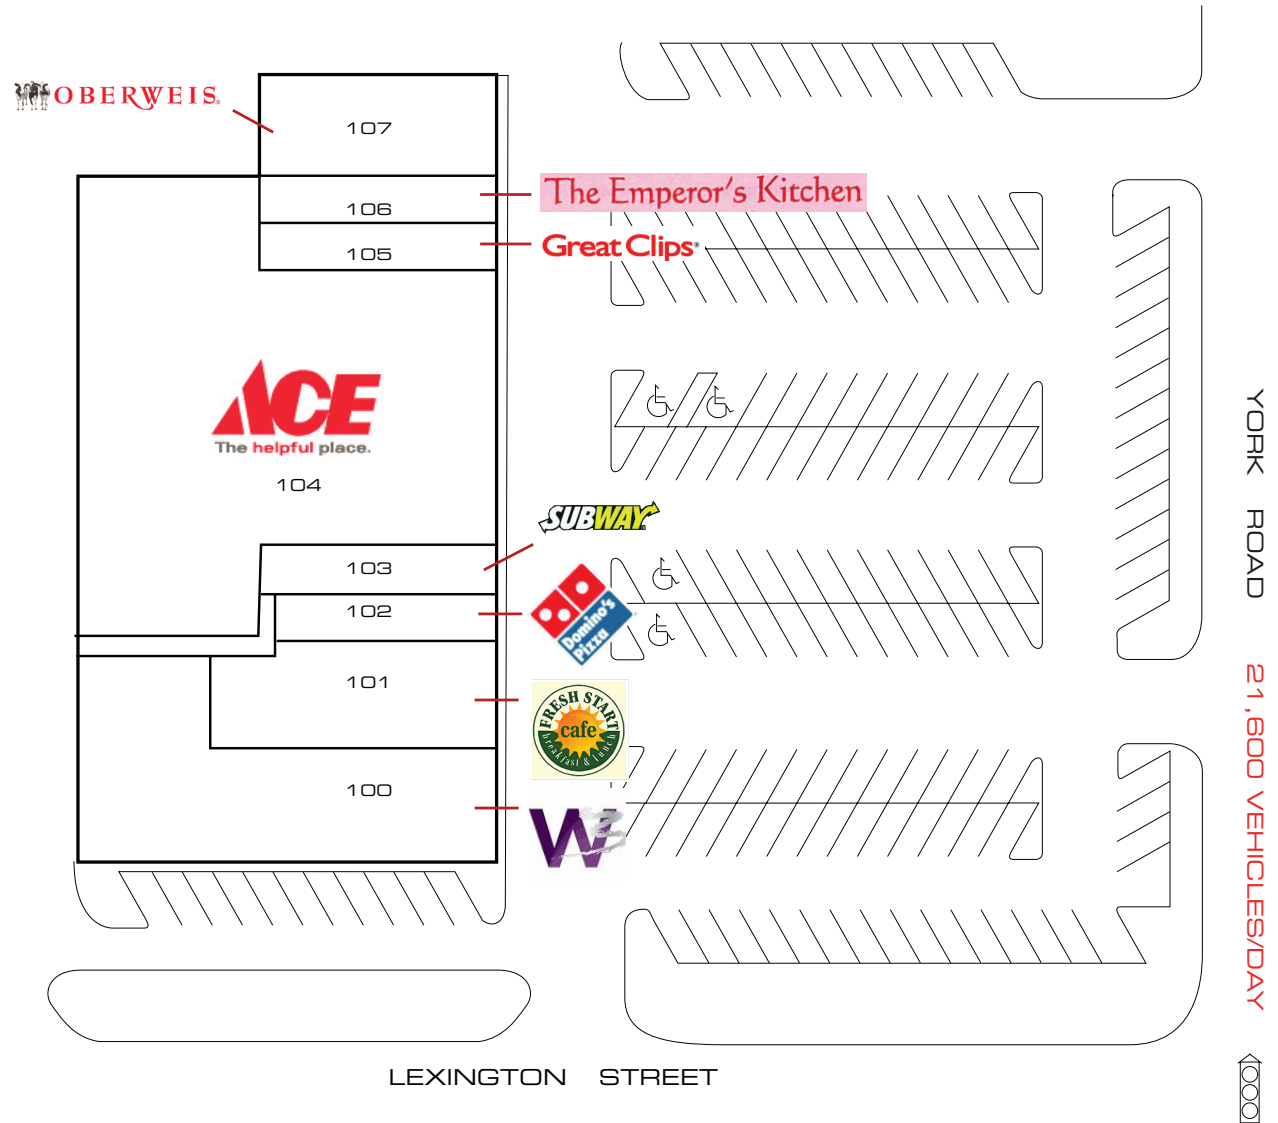 OBERWEIS
107
The Emperor's Kitchen
106
Great Clips
105
ACE
The helpful place.
104
SUBWAY
103
102
Domino's
Pizza
101
FRESH START
cafe
breakfast & lunch
100
W
LEXINGTON STREET
YORK ROAD 21,600 VEHICLES/DAY